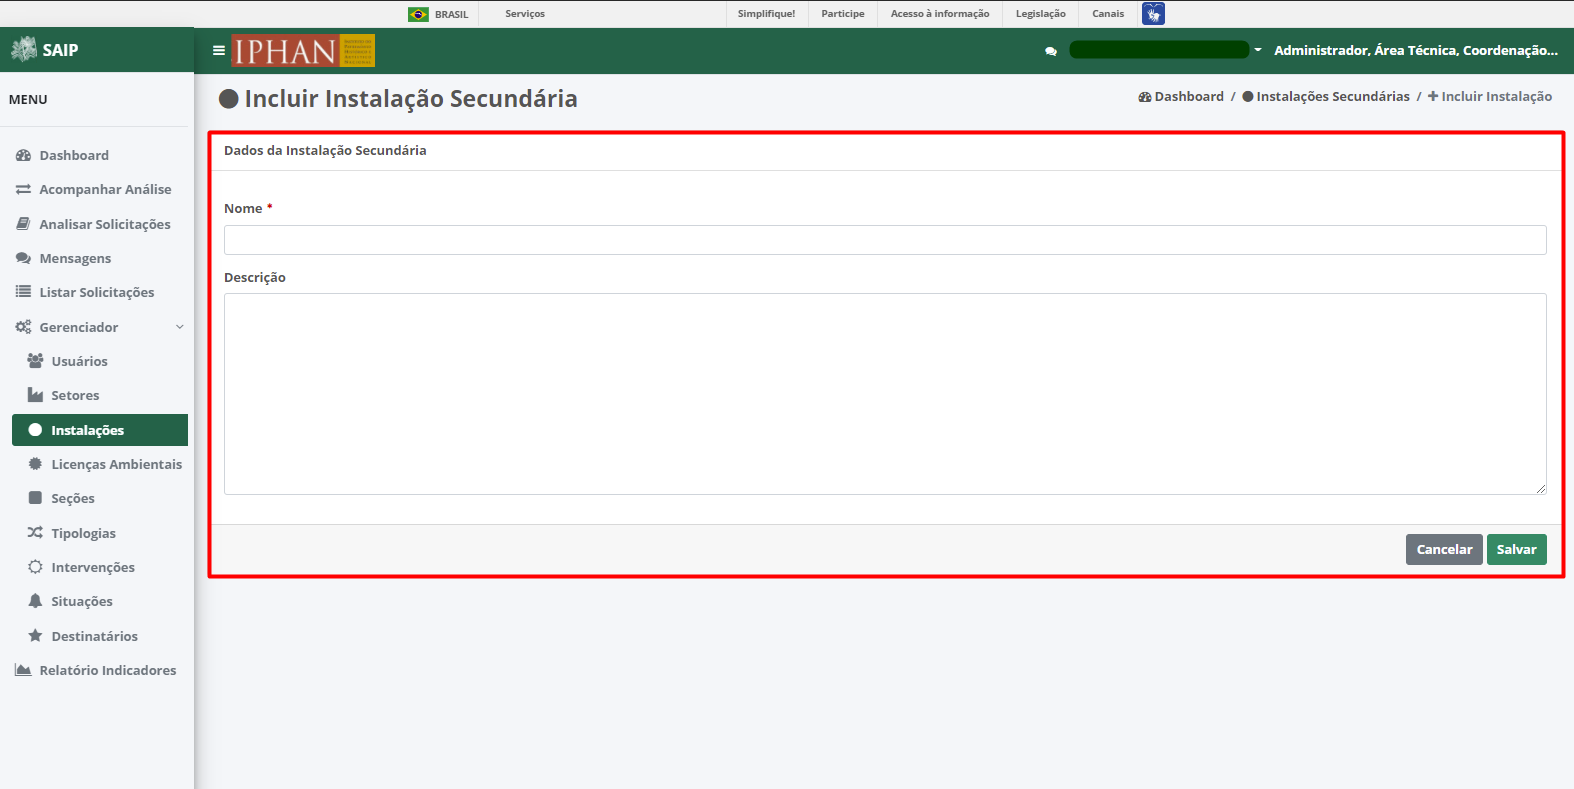 BRASIL
Serviços
Simplifique!
Participe
Acesso à informação
Legislação
Canais
SAIP
IPHAN
Administrador, Área Técnica, Coordenação...
MENU
Dashboard
Acompanhar Análise
Analisar Solicitações
Mensagens
Listar Solicitações
Gerenciador
Usuários
Setores
Instalações
Licenças Ambientais
Seções
Tipologias
Intervenções
Situações
Destinatários
Relatório Indicadores
Incluir Instalação Secundária
Dashboard / Instalações Secundárias / Incluir Instalação
Dados da Instalação Secundária
Nome *
Descrição
Cancelar
Salvar